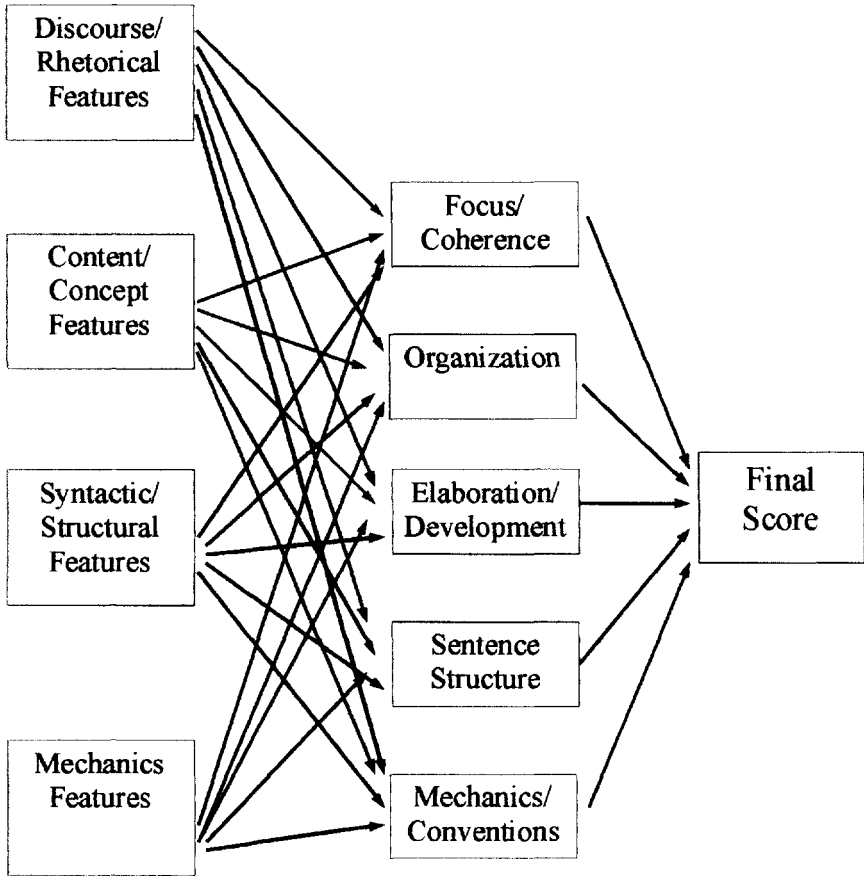 Discourse/
Rhetorical
Features
Content/
Concept
Features
Syntactic/
Structural
Features
Mechanics
Features
Focus/
Coherence
Organization
Elaboration/
Development
Sentence
Structure
Mechanics/
Conventions
Final
Score